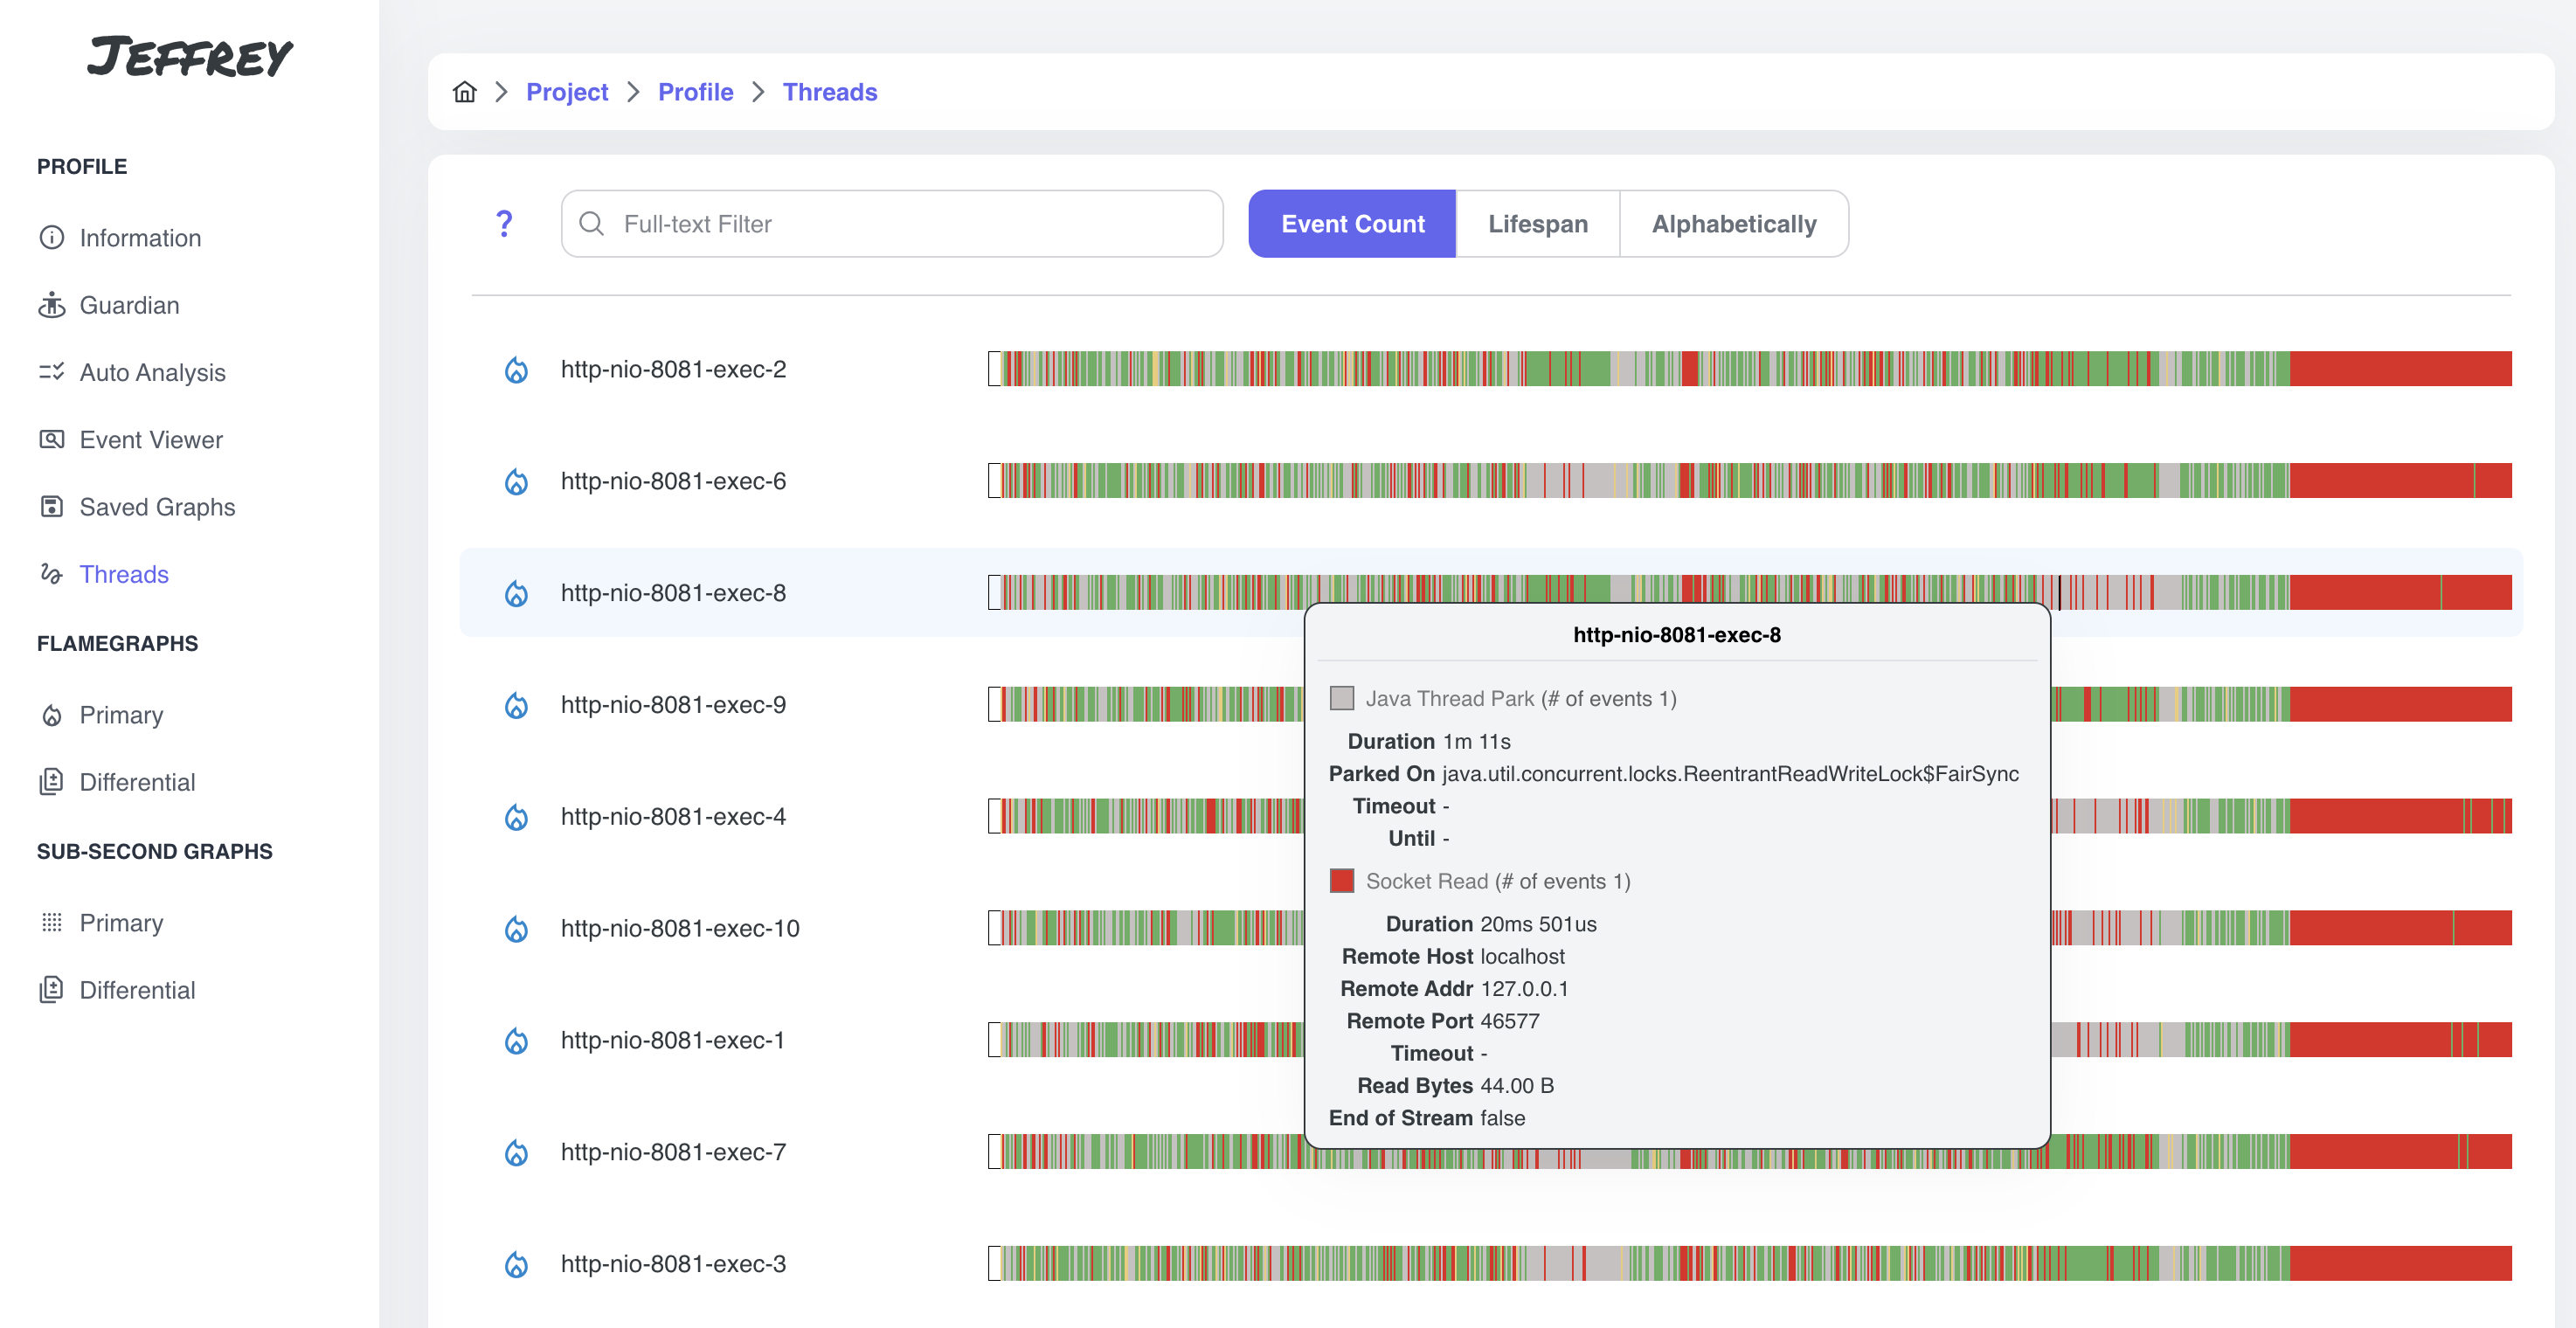 JEFFREY
PROFILE
Information
Guardian
Auto Analysis
Event Viewer
Saved Graphs
Threads
FLAMEGRAPHS
Primary
Differential
SUB-SECOND GRAPHS
Primary
Differential
Project > Profile > Threads
? Full-text Filter Event Count Lifespan Alphabetically
http-nio-8081-exec-2
http-nio-8081-exec-6
http-nio-8081-exec-8
http-nio-8081-exec-9
http-nio-8081-exec-4
http-nio-8081-exec-10
http-nio-8081-exec-1
http-nio-8081-exec-7
http-nio-8081-exec-3
http-nio-8081-exec-8
Java Thread Park (# of events 1)
Duration 1m 11s
Parked On java.util.concurrent.locks.ReentrantReadWriteLock$FairSync
Timeout -
Until -
Socket Read (# of events 1)
Duration 20ms 501us
Remote Host localhost
Remote Addr 127.0.0.1
Remote Port 46577
Timeout -
Read Bytes 44.00 B
End of Stream false